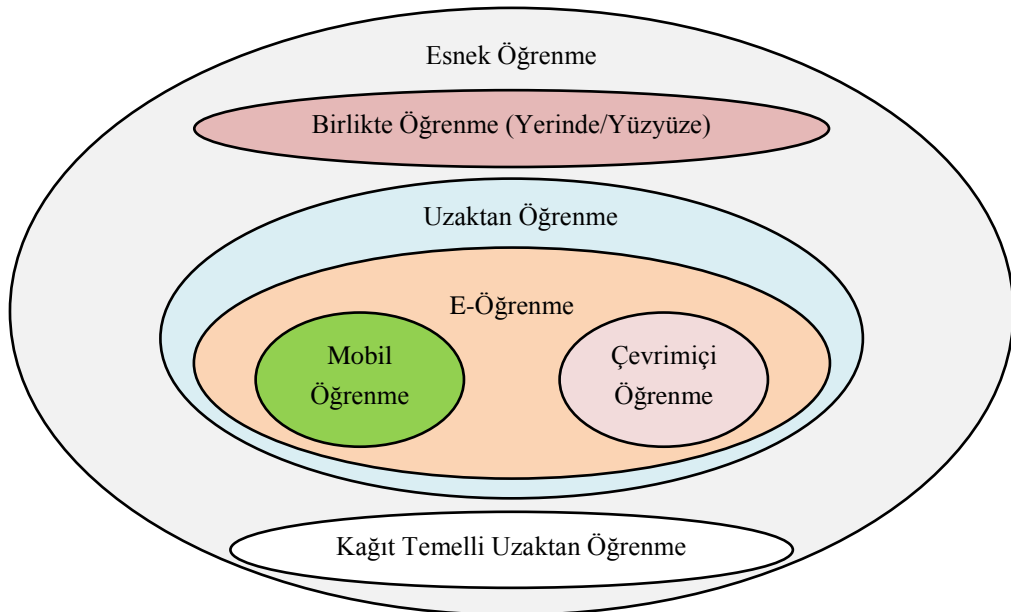 Esnek Öğrenme
Birlikte Öğrenme (Yerinde/Yüzyüze)
Uzaktan Öğrenme
E-Öğrenme
Mobil
Öğrenme
Çevrimiçi
Öğrenme
Kağıt Temelli Uzaktan Öğrenme